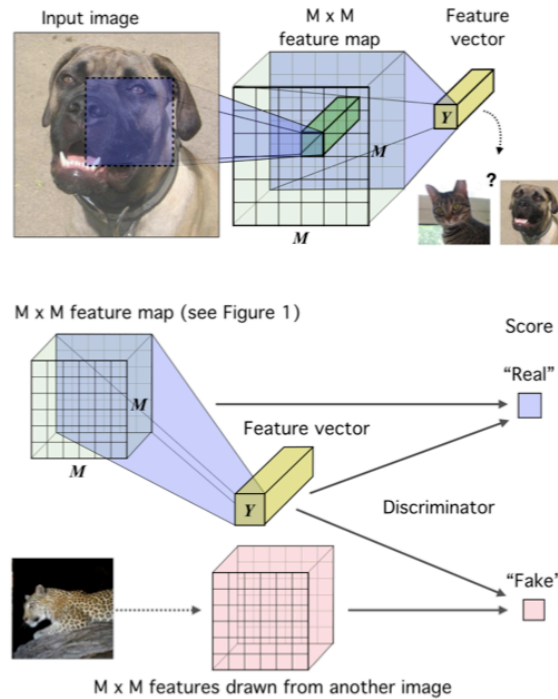 Input image
M x M
feature map
Feature
vector
Y
M
M
?
M x M feature map (see Figure 1)
Score
"Real"
M
M
Feature vector
Y
Discriminator
"Fake"
M x M features drawn from another image